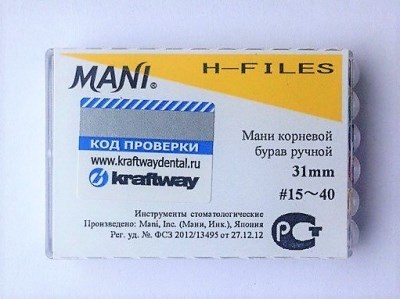 MANI®
H-FILES
КОД ПРОВЕРКИ
www.kraftwaydental.ru
kraftway
Мани корневой
бурав ручной
31mm
#15~40
Инструменты стоматологические
Произведено: Mani, Inc. (Мани, Инк.), Япония
Рег. уд. №. ФСЗ 2012/13495 от 27.12.12
РСТ